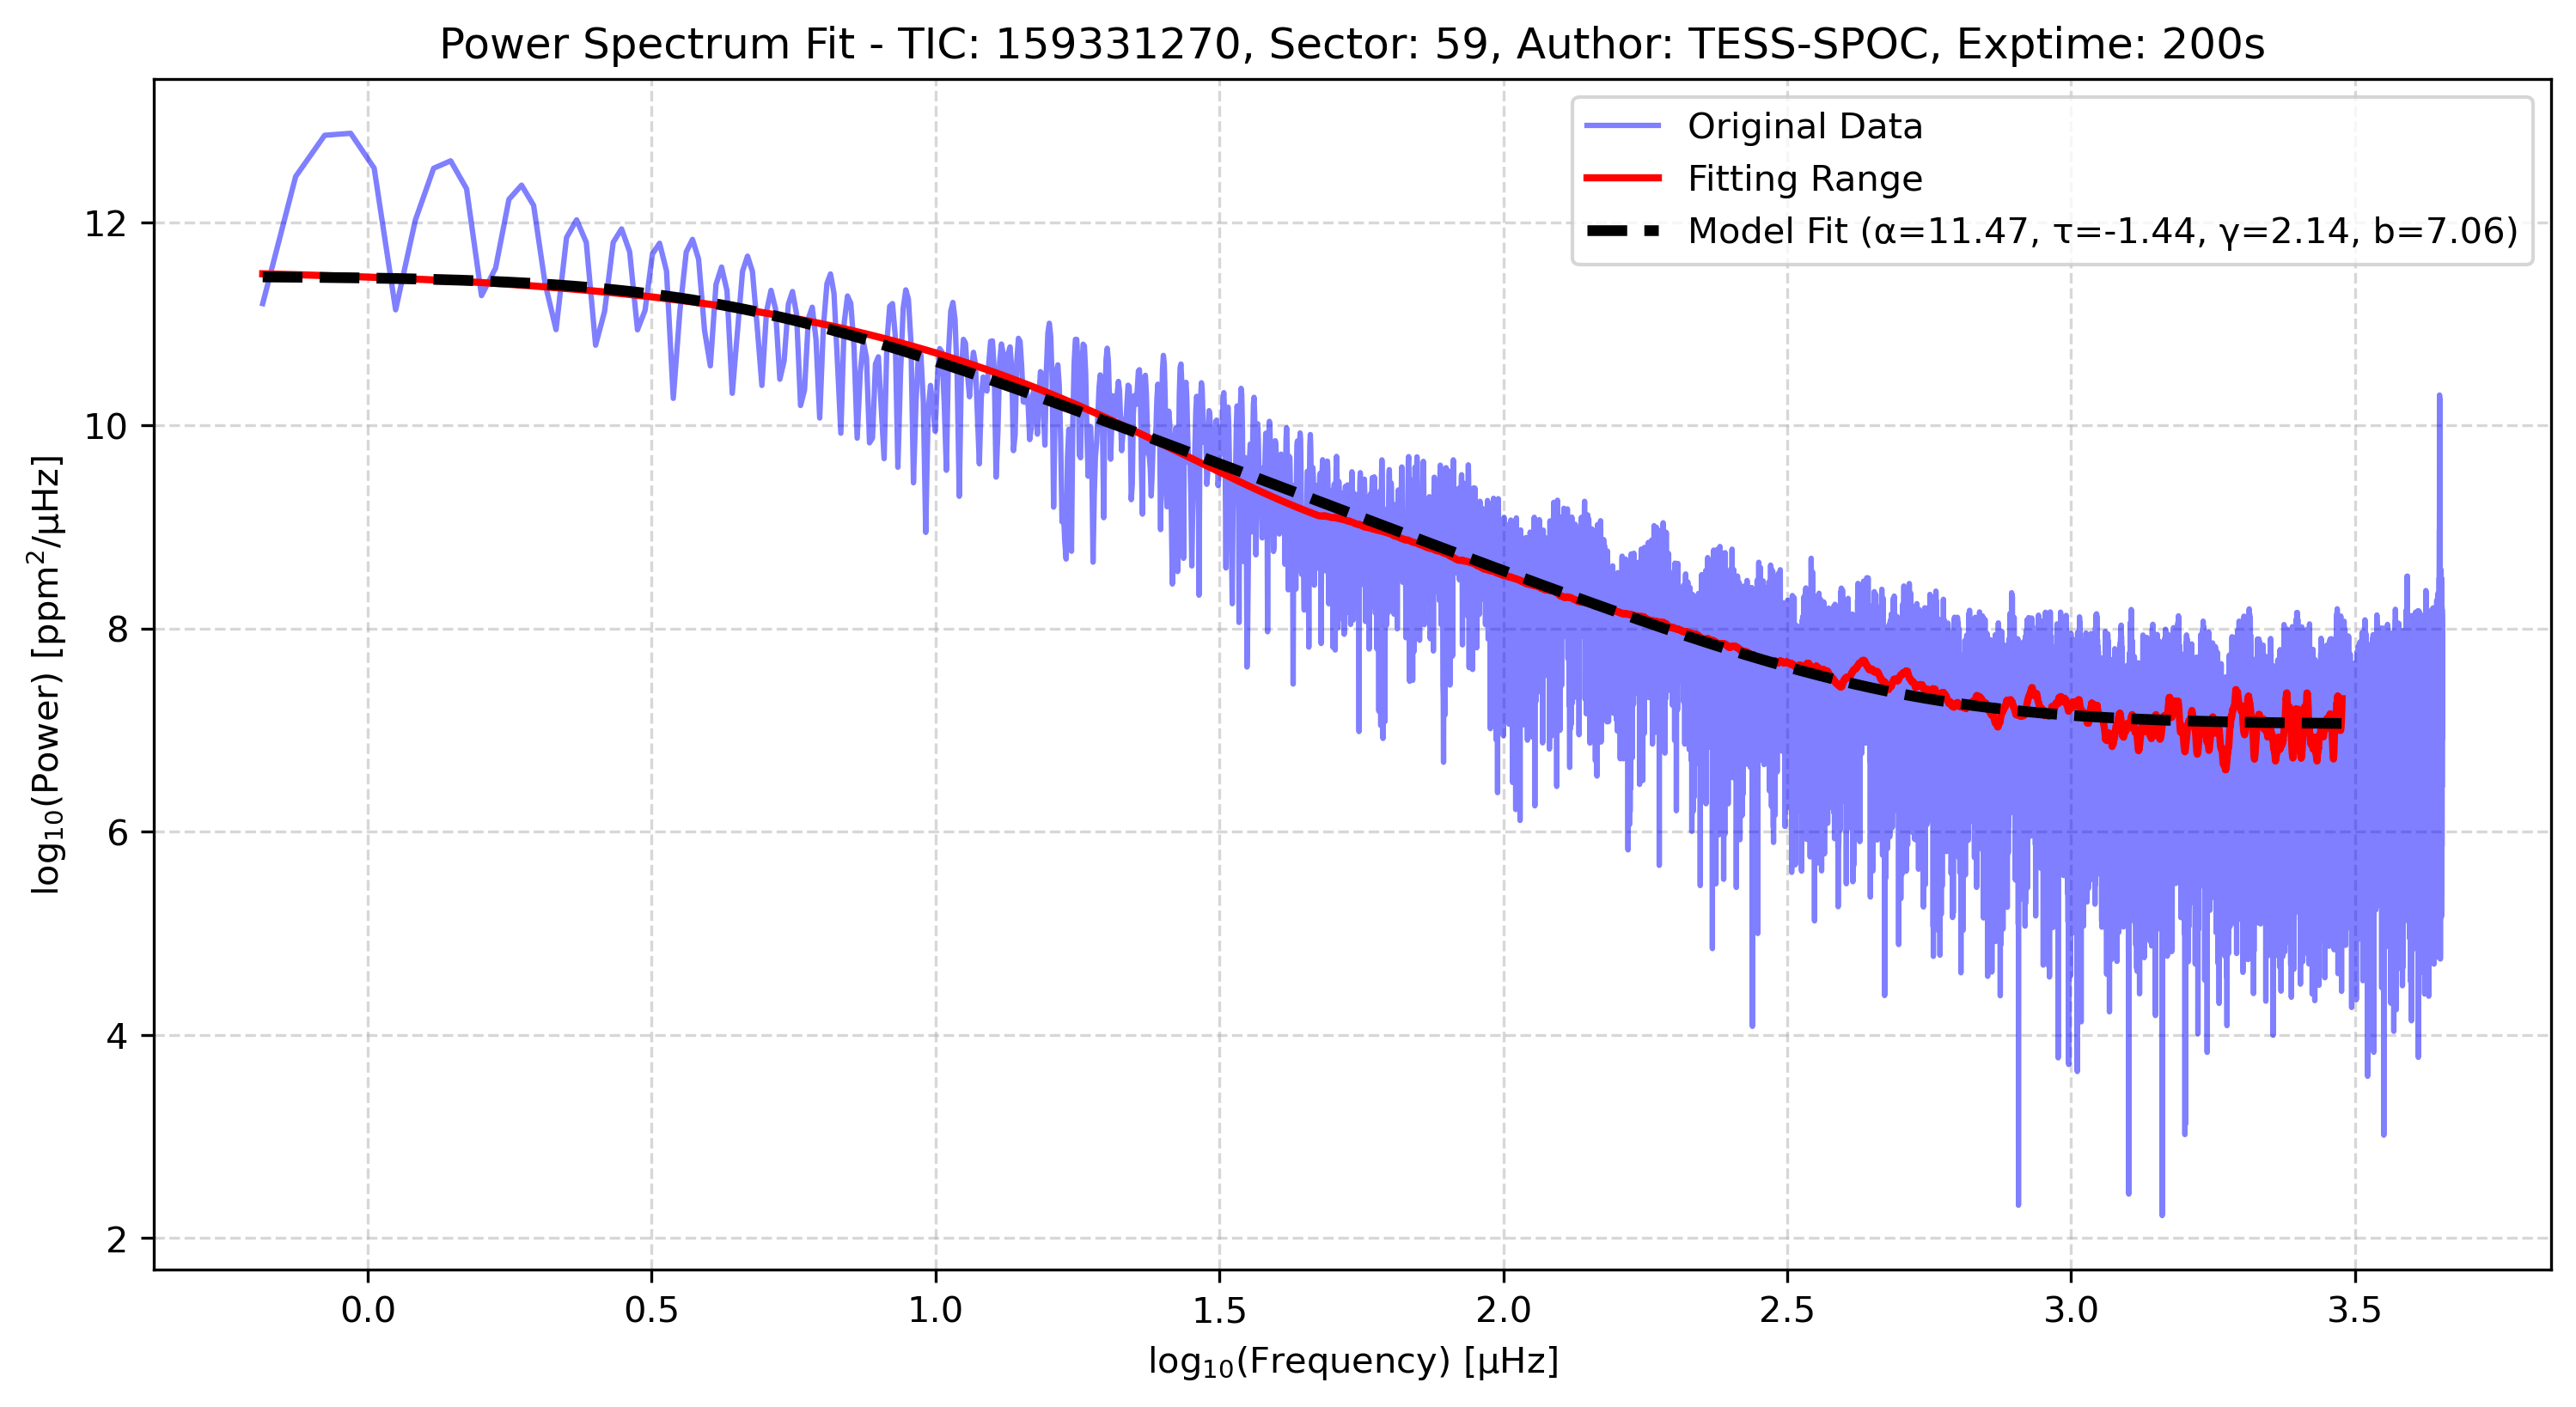 Power Spectrum Fit - TIC: 159331270, Sector: 59, Author: TESS-SPOC, Exptime: 200s
Original Data
Fitting Range
Model Fit (α=11.47, τ=-1.44, γ=2.14, b=7.06)
log₁₀(Power) [ppm²/µHz]
12
10
8
6
4
2
0.0 0.5 1.0 1.5 2.0 2.5 3.0 3.5
log₁₀(Frequency) [µHz]